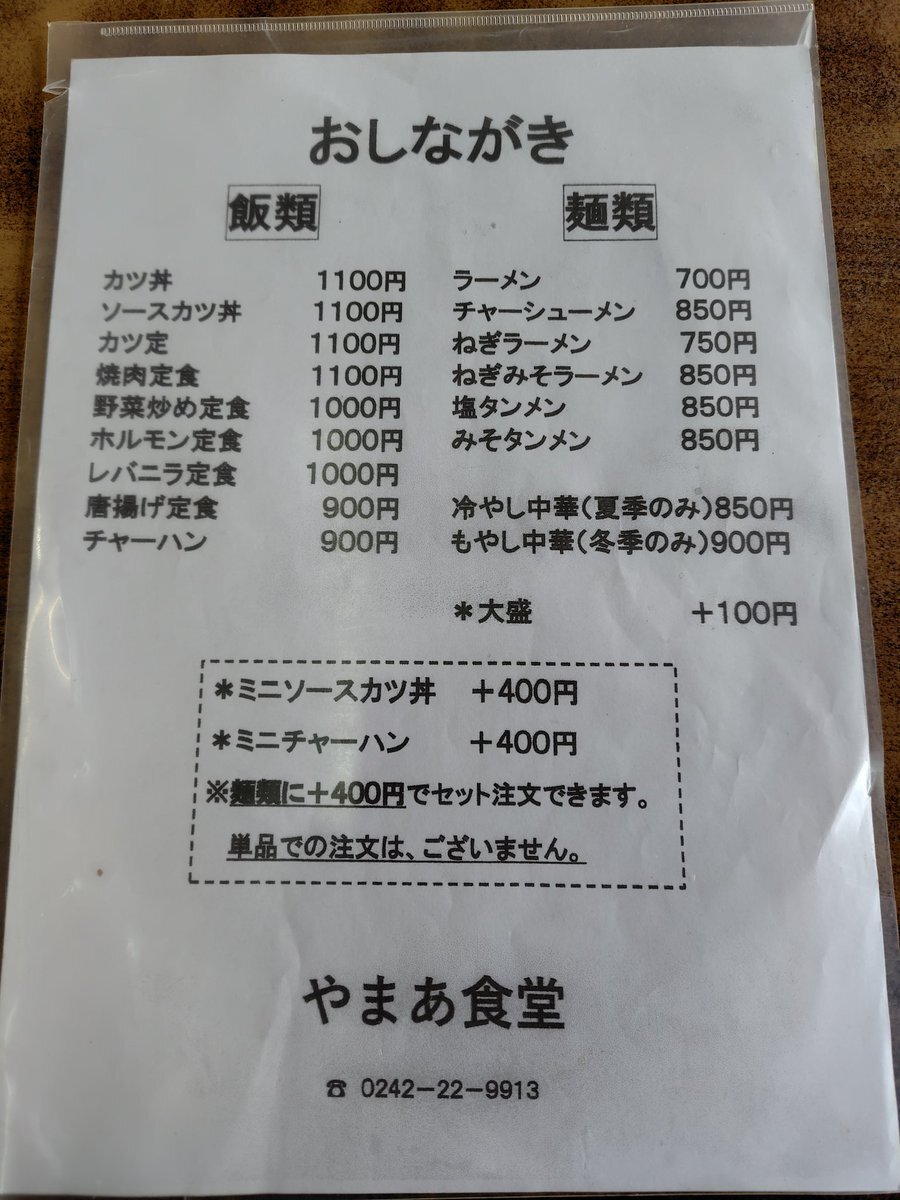 おしながき
飯類
カツ丼 1100円
ソースカツ丼 1100円
カツ定 1100円
焼肉定食 1100円
野菜炒め定食 1000円
ホルモン定食 1000円
レバニラ定食 1000円
唐揚げ定食 900円
チャーハン 900円
麺類
ラーメン 700円
チャーシューメン 850円
ねぎラーメン 750円
ねぎみそラーメン 850円
塩タンメン 850円
みそタンメン 850円
冷やし中華(夏季のみ)850円
もやし中華(冬季のみ)900円
＊大盛 +100円
＊ミニソースカツ丼 +400円
＊ミニチャーハン +400円
※麺類に+400円でセット注文できます。
単品での注文は、ございません。
やまあ食堂
☎ 0242-22-9913